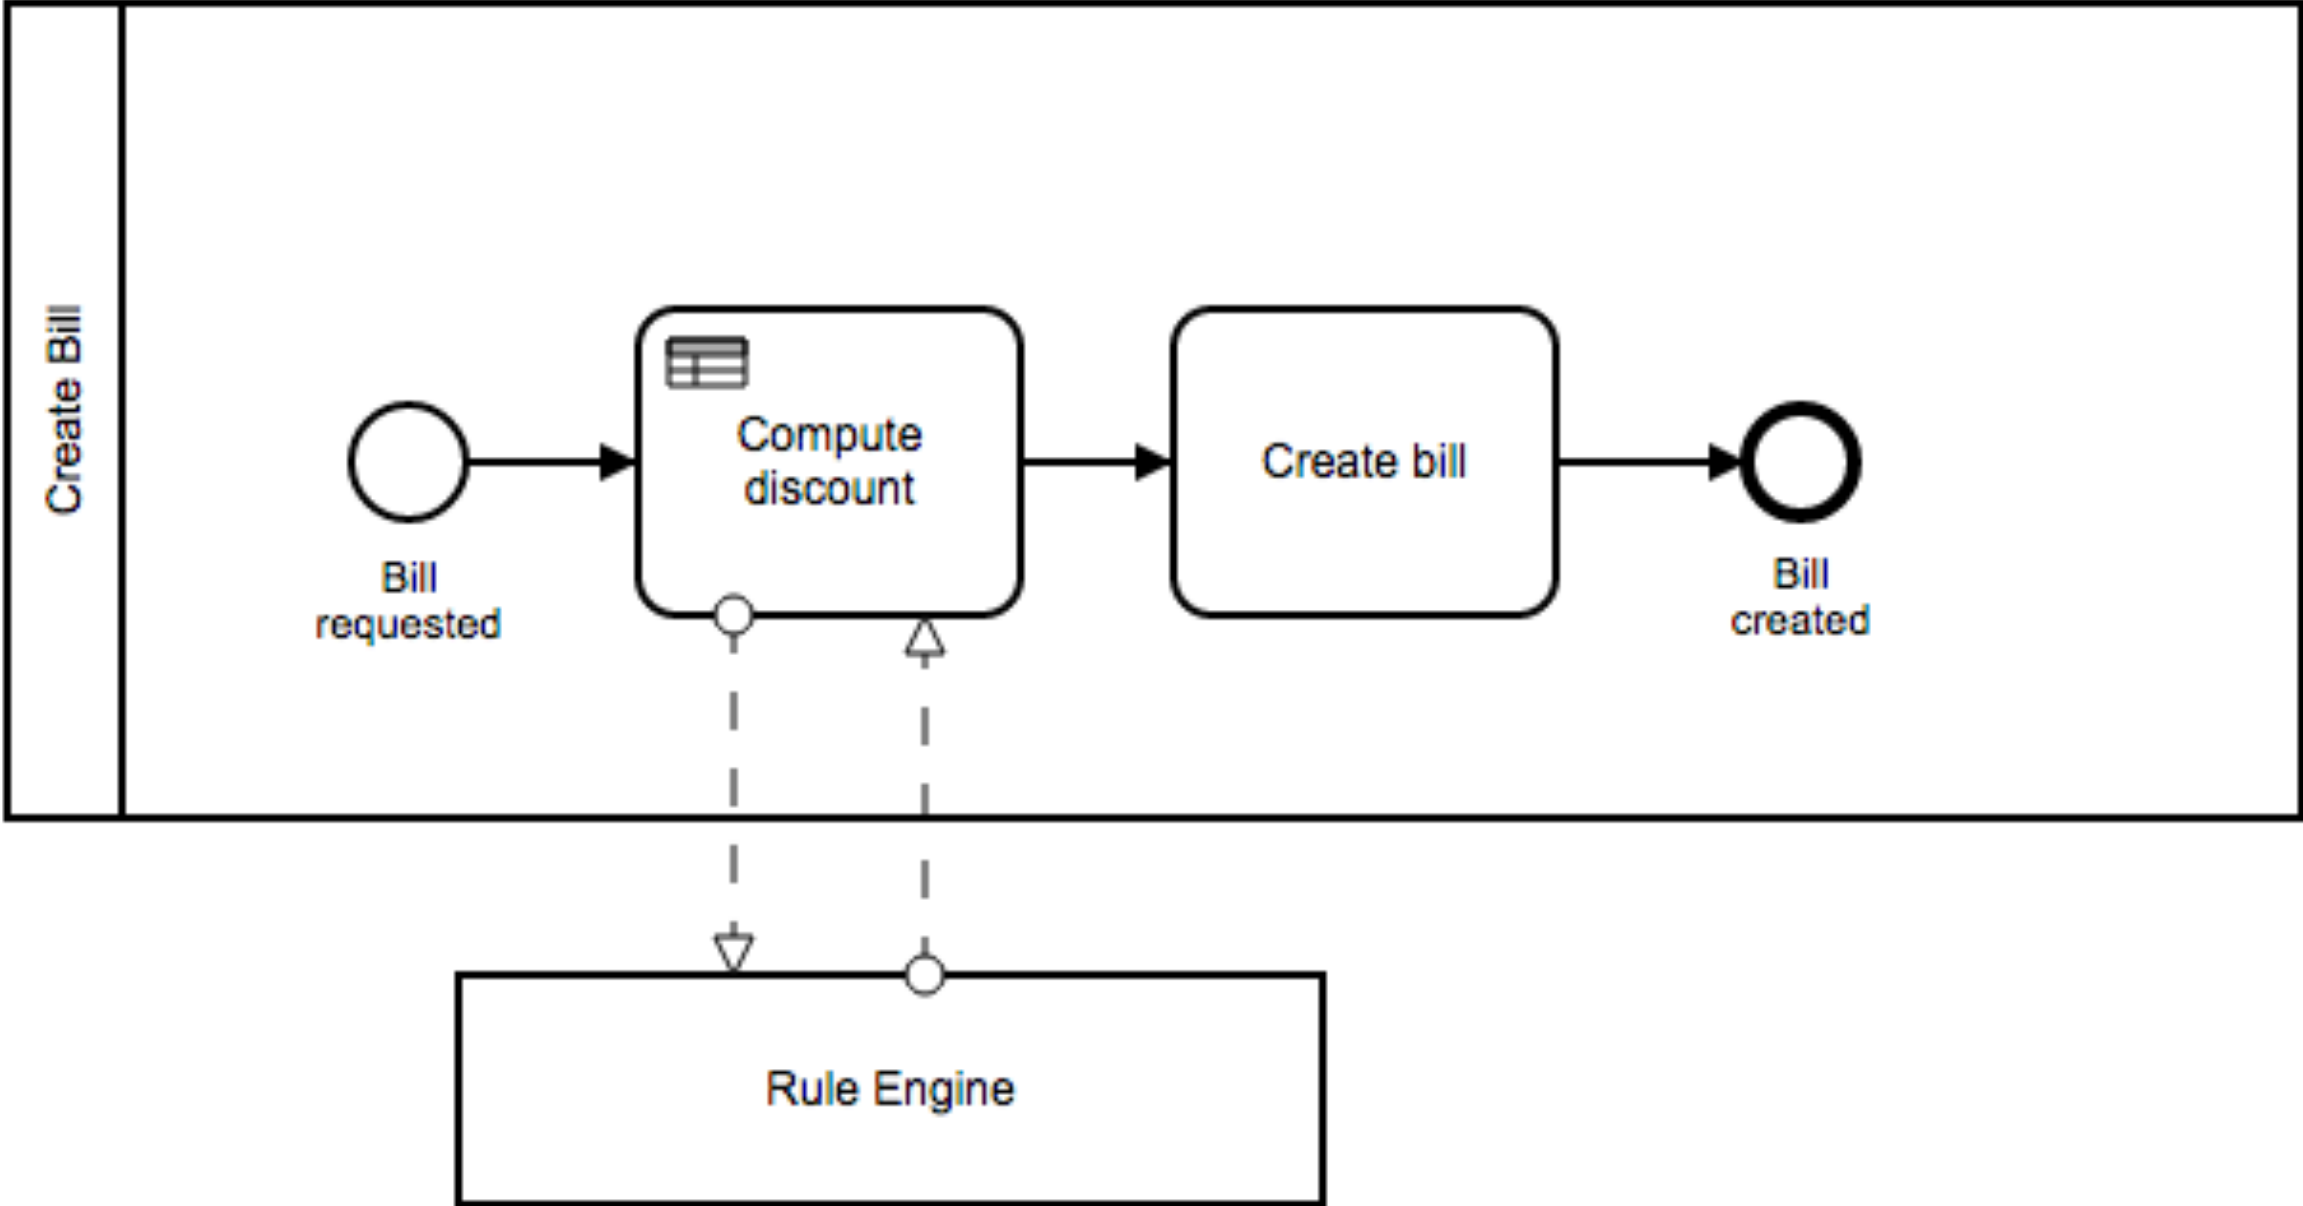 Create Bill
Bill
requested
Compute
discount
Create bill
Bill
created
Rule Engine